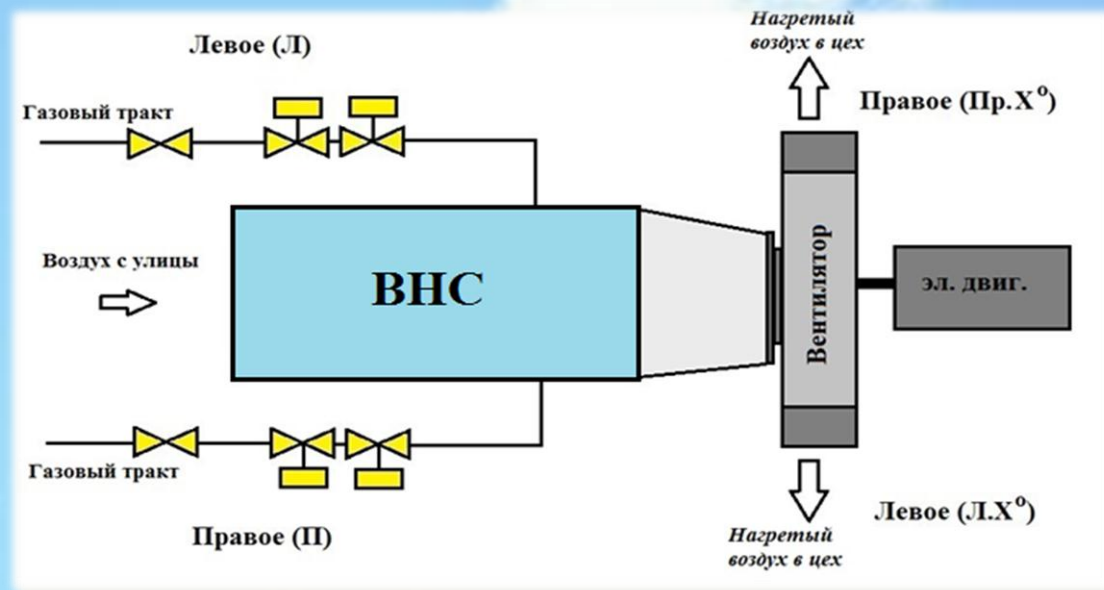 Левое (Л)
Газовый тракт
Нагретый
воздух в цех
Правое (Пр.Х°)
Воздух с улицы
ВНС
Вентилятор
эл. двиг.
Газовый тракт
Правое (П)
Левое (Л.Х°)
Нагретый
воздух в цех